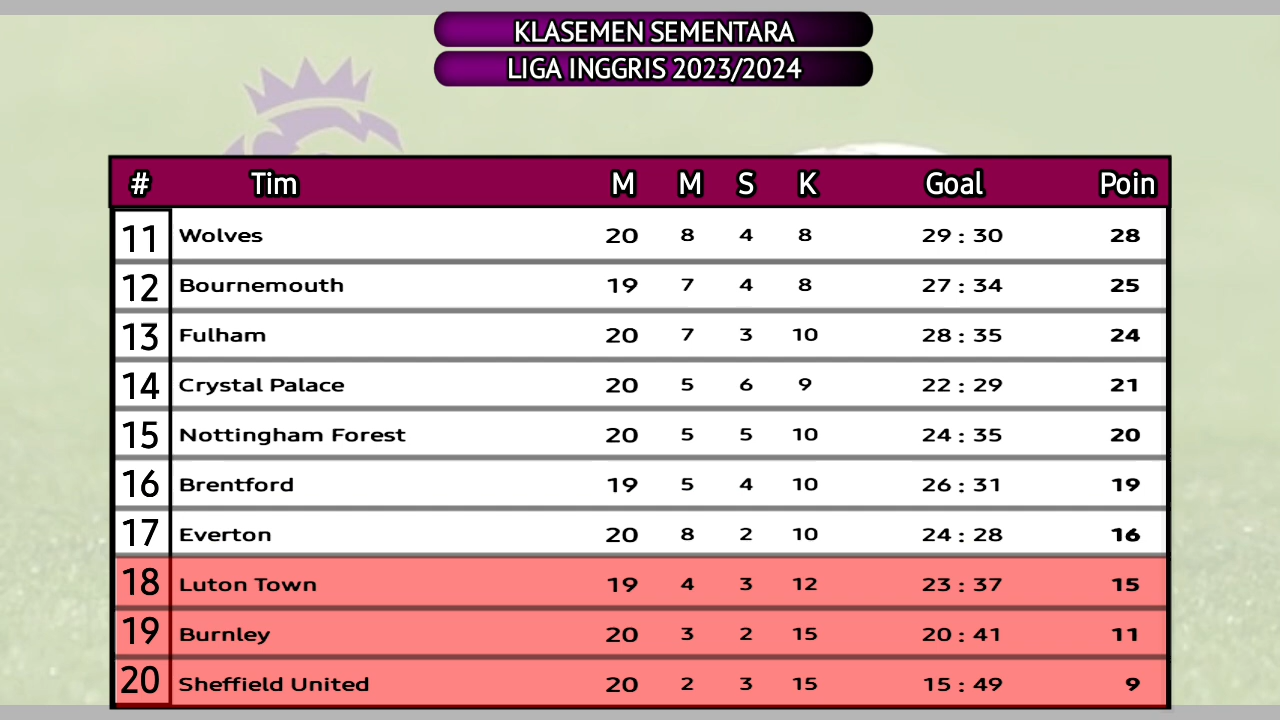 KLASEMEN SEMENTARA
LIGA INGGRIS 2023/2024
# Tim M M S K Goal Poin
11 Wolves 20 8 4 8 29 : 30 28
12 Bournemouth 19 7 4 8 27 : 34 25
13 Fulham 20 7 3 10 28 : 35 24
14 Crystal Palace 20 5 6 9 22 : 29 21
15 Nottingham Forest 20 5 5 10 24 : 35 20
16 Brentford 19 5 4 10 26 : 31 19
17 Everton 20 8 2 10 24 : 28 16
18 Luton Town 19 4 3 12 23 : 37 15
19 Burnley 20 3 2 15 20 : 41 11
20 Sheffield United 20 2 3 15 15 : 49 9